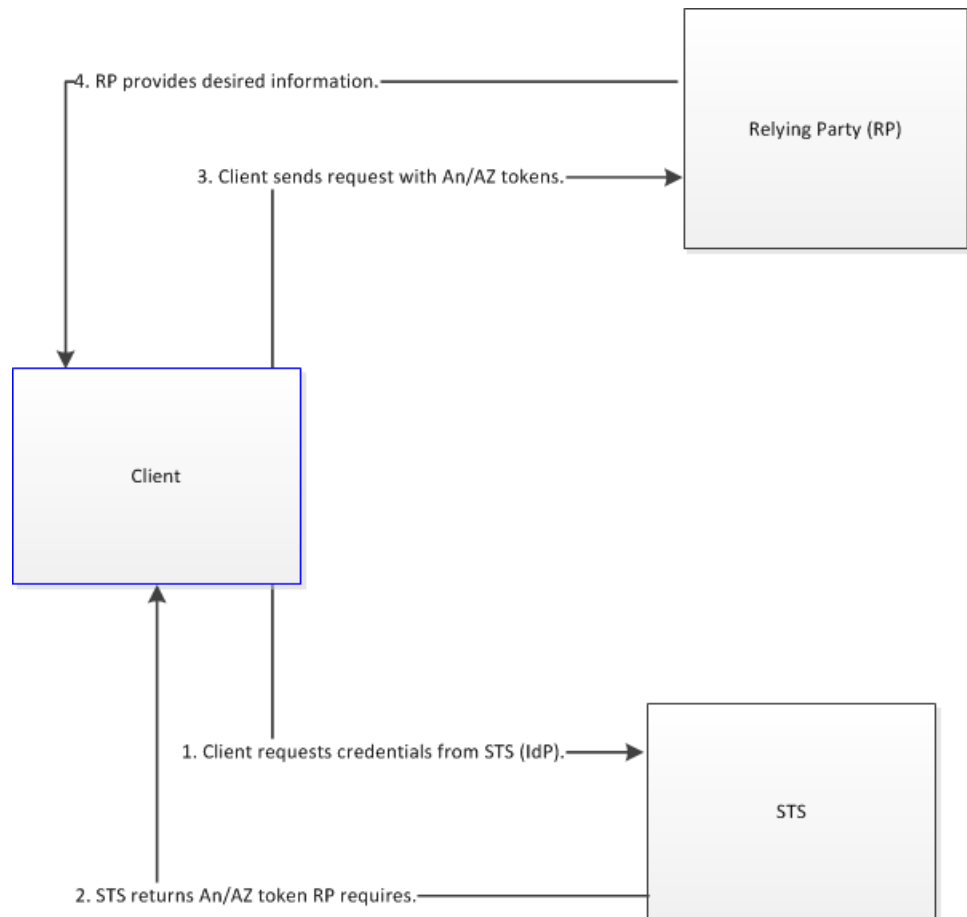 4. RP provides desired information.
Relying Party (RP)
3. Client sends request with An/AZ tokens.
Client
1. Client requests credentials from STS (IdP).
STS
2. STS returns An/AZ token RP requires.